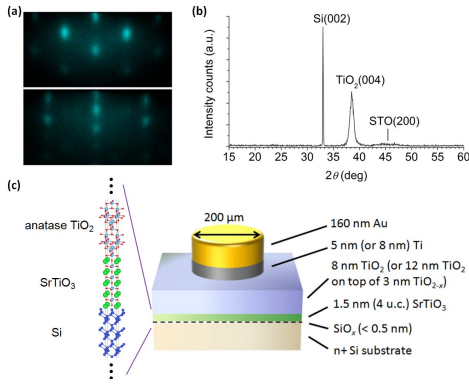 (a)
(b)
Intensity counts (a.u.)
Si(002)
TiO2(004)
STO(200)
15 20 25 30 35 40 45 50 55 60
2θ (deg)
(c)
anatase TiO2
SrTiO3
Si
200 μm
160 nm Au
5 nm (or 8 nm) Ti
8 nm TiO2 (or 12 nm TiO2
on top of 3 nm TiO2-x)
1.5 nm (4 u.c.) SrTiO3
SiOx (< 0.5 nm)
n+ Si substrate